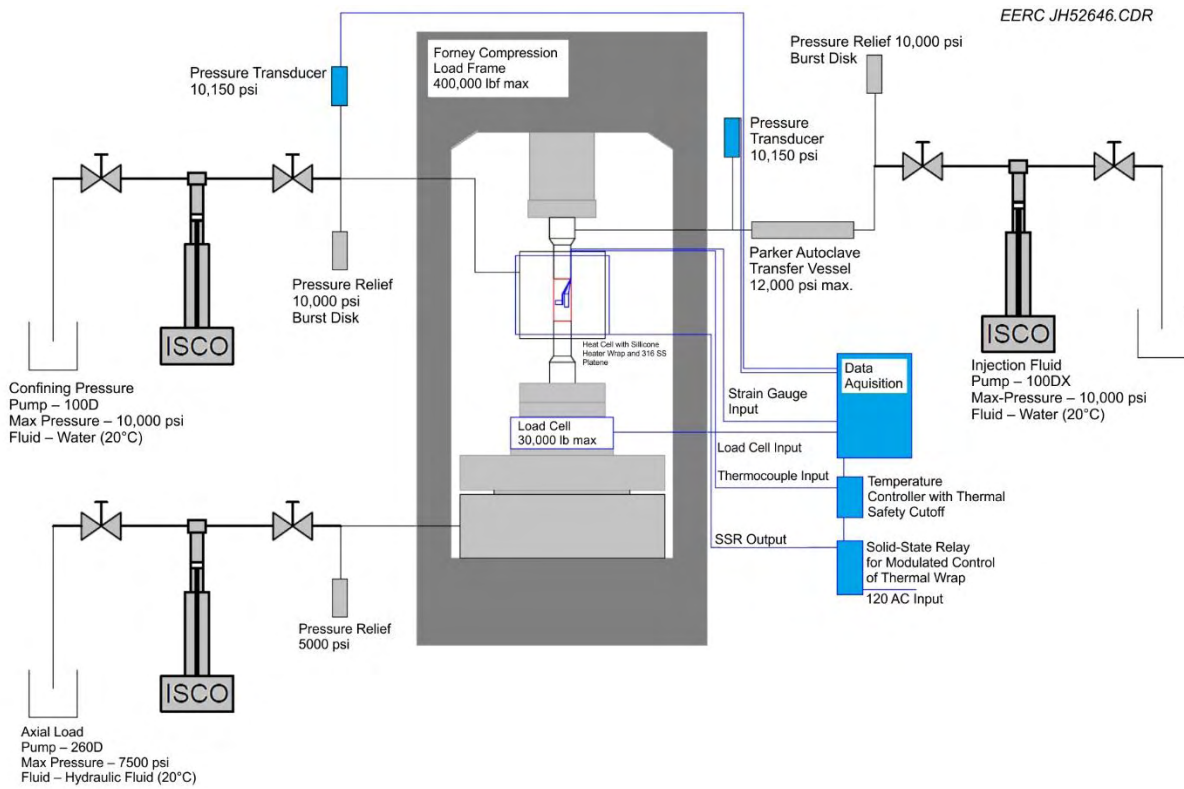 EERC JH52646.CDR
Forney Compression
Load Frame
400,000 lbf max
Pressure Transducer
10,150 psi
Pressure Relief 10,000 psi
Burst Disk
Pressure
Transducer
10,150 psi
Pressure Relief
10,000 psi
Burst Disk
Parker Autoclave
Transfer Vessel
12,000 psi max.
ISCO
ISCO
Heat Cell with Sillicone
Heater Wrap and 316 SS
Platene
Confining Pressure
Pump – 100D
Max Pressure – 10,000 psi
Fluid – Water (20°C)
Data
Aquisition
Injection Fluid
Pump – 100DX
Max-Pressure – 10,000 psi
Fluid – Water (20°C)
Strain Gauge
Input
Load Cell
30,000 lb max
Load Cell Input
Thermocouple Input
Temperature
Controller with Thermal
Safety Cutoff
SSR Output
Solid-State Relay
for Modulated Control
of Thermal Wrap
120 AC Input
Pressure Relief
5000 psi
ISCO
Axial Load
Pump – 260D
Max Pressure – 7500 psi
Fluid – Hydraulic Fluid (20°C)